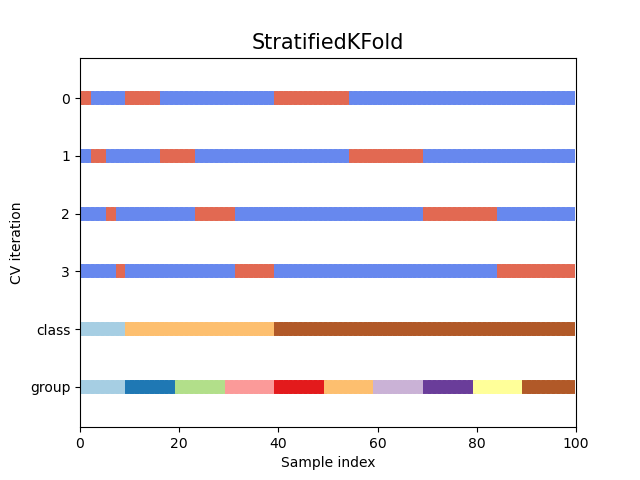 StratifiedKFold
0
1
2
3
class
group
CV iteration
0 20 40 60 80 100
Sample index